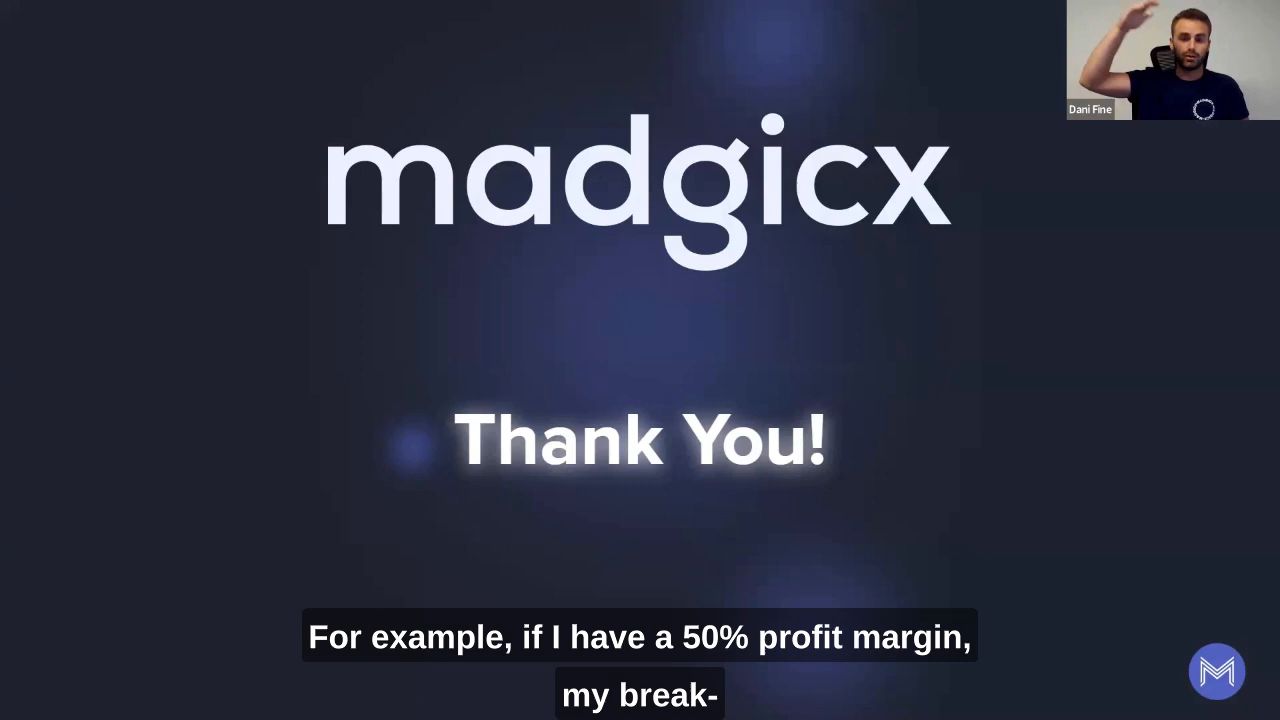 Dani Fine
madgicx
Thank You!
For example, if I have a 50% profit margin,
my break-